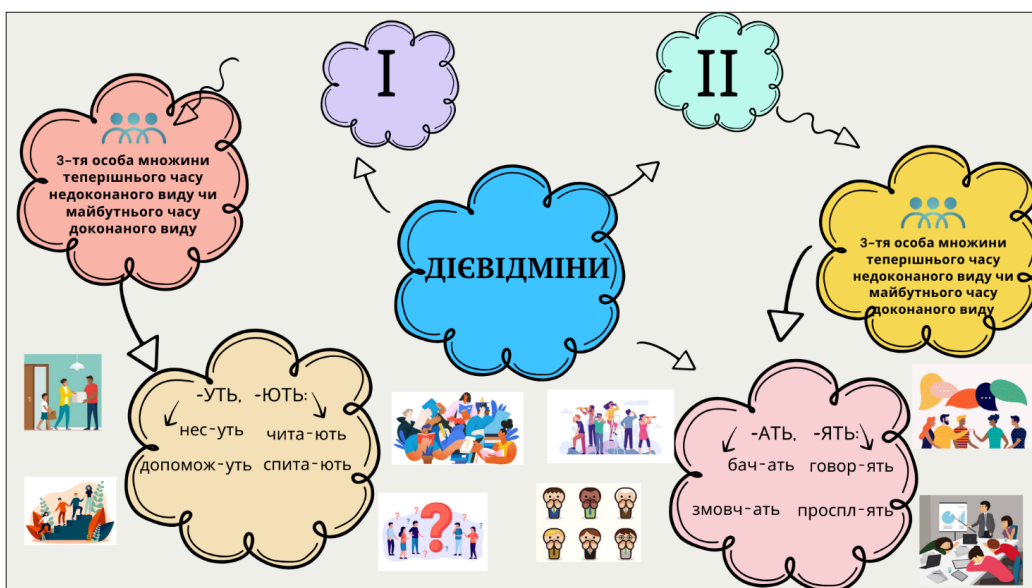 I
II
3-тя особа множини
теперішнього часу
недоконаного виду чи
майбутнього часу
доконаного виду
ДІЄВІДМІНИ
3-тя особа множини
теперішнього часу
недоконаного виду чи
майбутнього часу
доконаного виду
-УТЬ, -ЮТЬ:
нес-уть чита-ють
допомож-уть спита-ють
-АТЬ, -ЯТЬ:
бач-ать говор-ять
змовч-ать проспл-ять